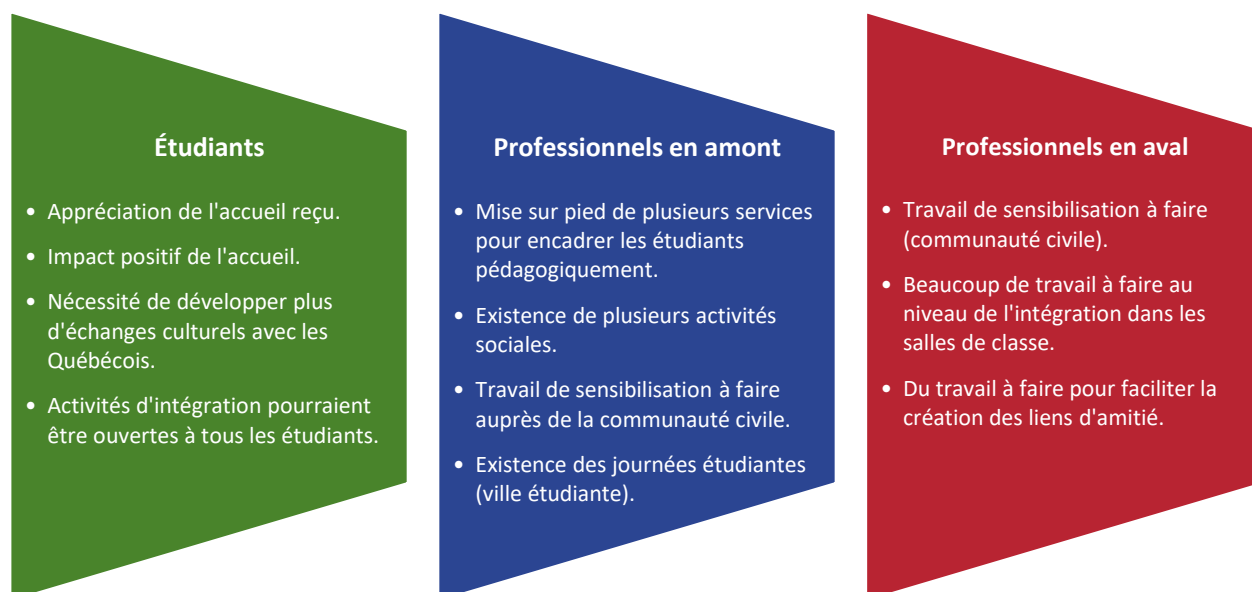 Étudiants
• Appréciation de l'accueil reçu.
• Impact positif de l'accueil.
• Nécessité de développer plus
d'échanges culturels avec les
Québécois.
• Activités d'intégration pourraient
être ouvertes à tous les étudiants.
Professionnels en amont
• Mise sur pied de plusieurs services
pour encadrer les étudiants
pédagogiquement.
• Existence de plusieurs activités
sociales.
• Travail de sensibilisation à faire
auprès de la communauté civile.
• Existence des journées étudiantes
(ville étudiante).
Professionnels en aval
• Travail de sensibilisation à faire
(communauté civile).
• Beaucoup de travail à faire au
niveau de l'intégration dans les
salles de classe.
• Du travail à faire pour faciliter la
création des liens d'amitié.